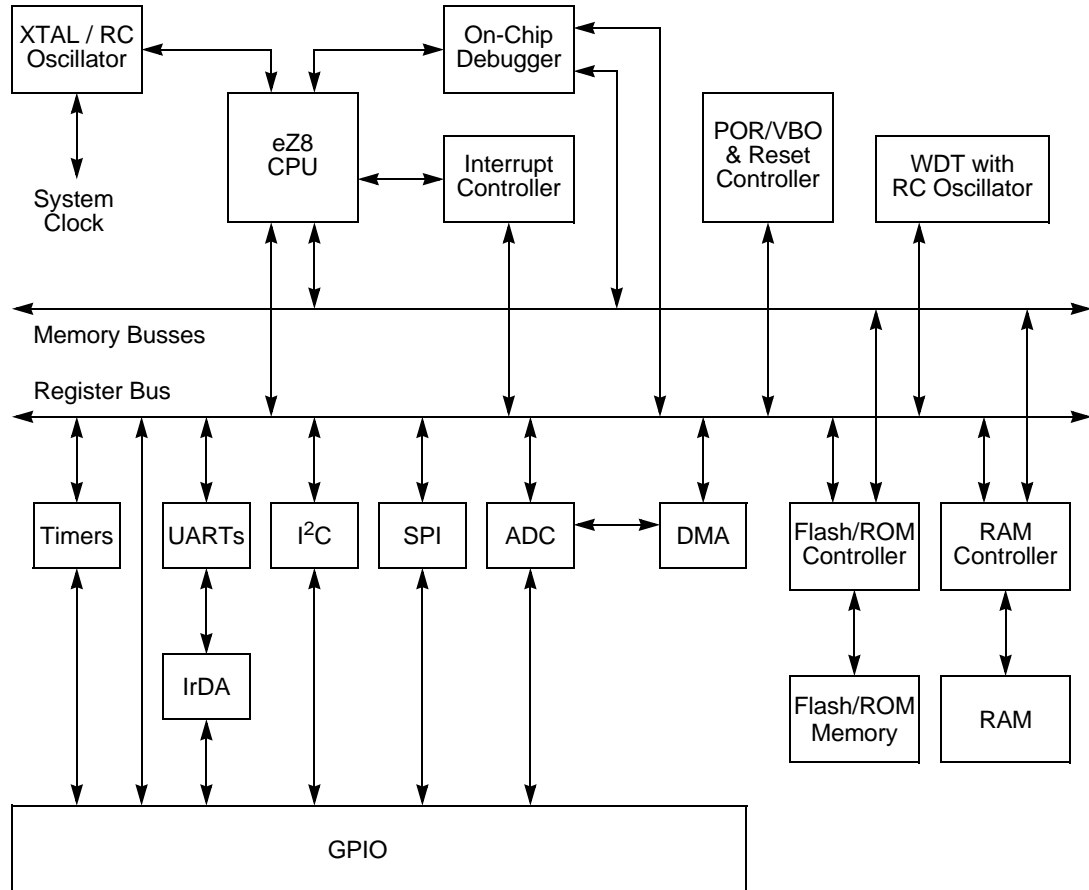 XTAL / RC
Oscillator
On-Chip
Debugger
eZ8
CPU
Interrupt
Controller
POR/VBO
& Reset
Controller
WDT with
RC Oscillator
System
Clock
Memory Busses
Register Bus
Timers
UARTs
I²C
SPI
ADC
DMA
Flash/ROM
Controller
RAM
Controller
IrDA
Flash/ROM
Memory
RAM
GPIO